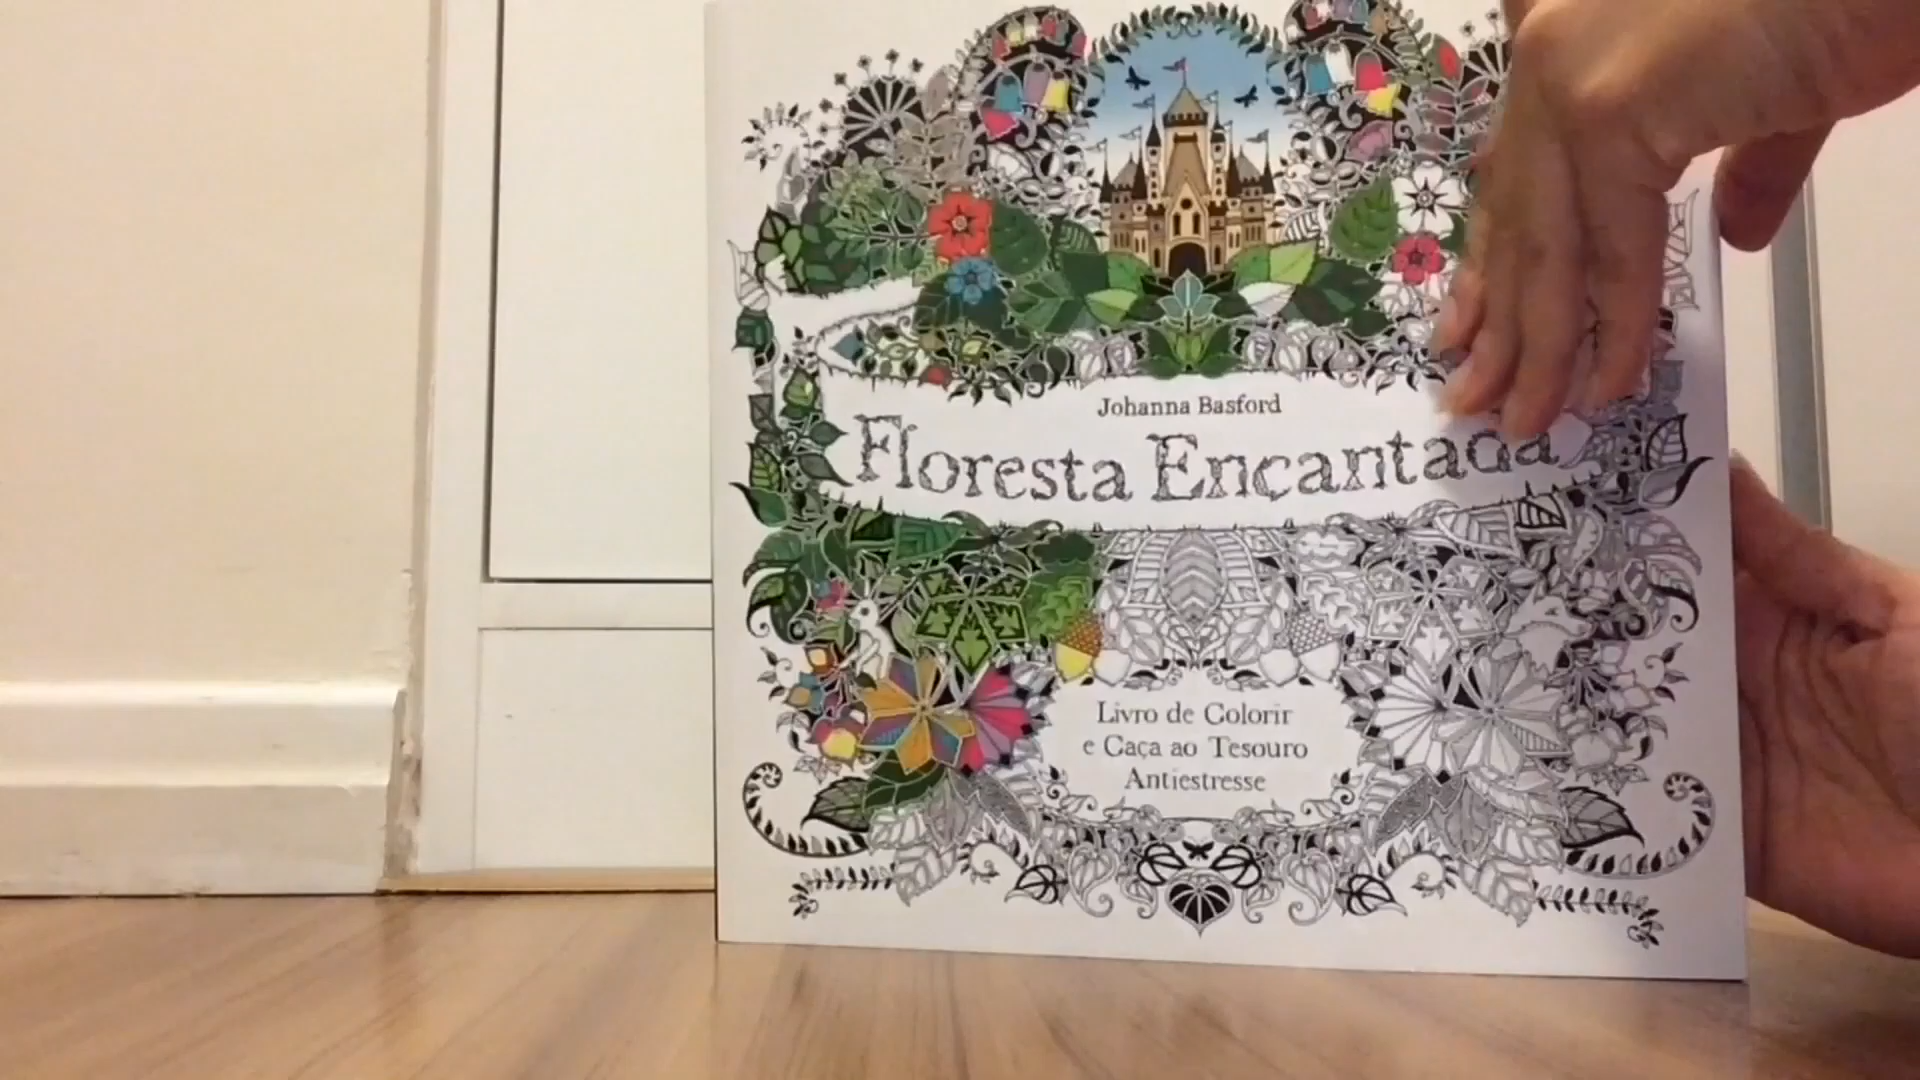 Johanna Basford
Floresta Encantada
Livro de Colorir
e Caça ao Tesouro
Antiestresse